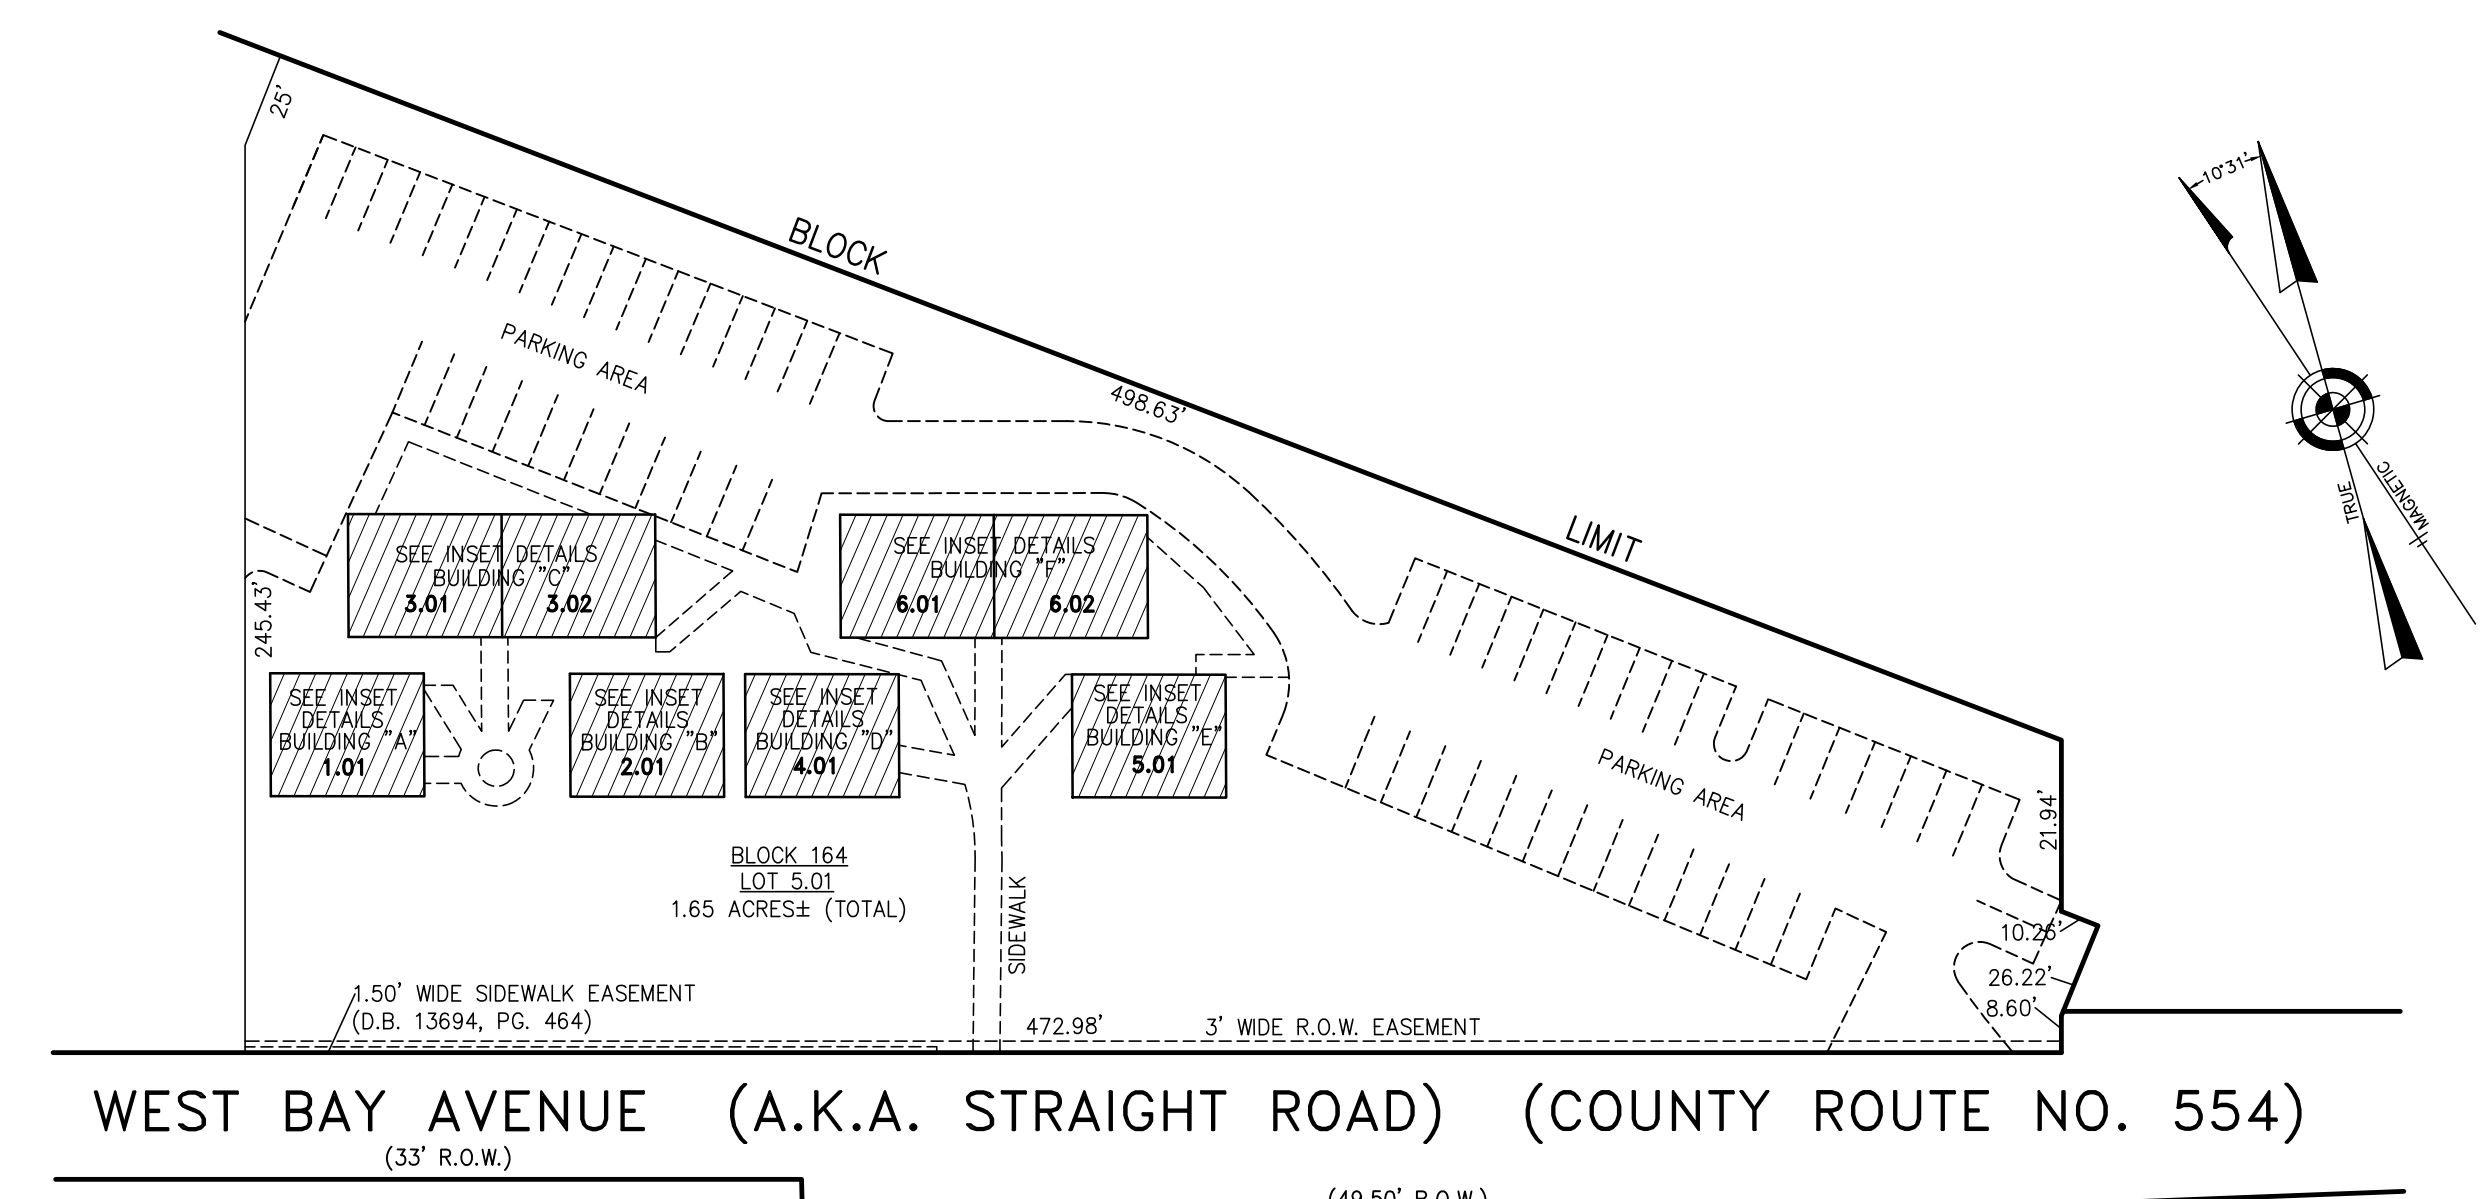 25'
10°31'
BLOCK
PARKING AREA
498.63'
TRUE
MAGNETIC
LIMIT
SEE INSET DETAILS
BUILDING "C"
3.01 3.02
SEE INSET DETAILS
BUILDING "F"
6.01 6.02
245.43'
SEE INSET
DETAILS
BUILDING "A"
1.01
SEE INSET
DETAILS
BUILDING "B"
2.01
SEE INSET
DETAILS
BUILDING "D"
4.01
SEE INSET
DETAILS
BUILDING "E"
5.01
PARKING AREA
21.94'
BLOCK 164
LOT 5.01
1.65 ACRES± (TOTAL)
SIDEWALK
10.26'
26.22'
8.60'
1.50' WIDE SIDEWALK EASEMENT
(D.B. 13694, PG. 464)
472.98'
3' WIDE R.O.W. EASEMENT
WEST BAY AVENUE (A.K.A. STRAIGHT ROAD) (COUNTY ROUTE NO. 554)
(33' R.O.W.)
(49.50' R.O.W.)